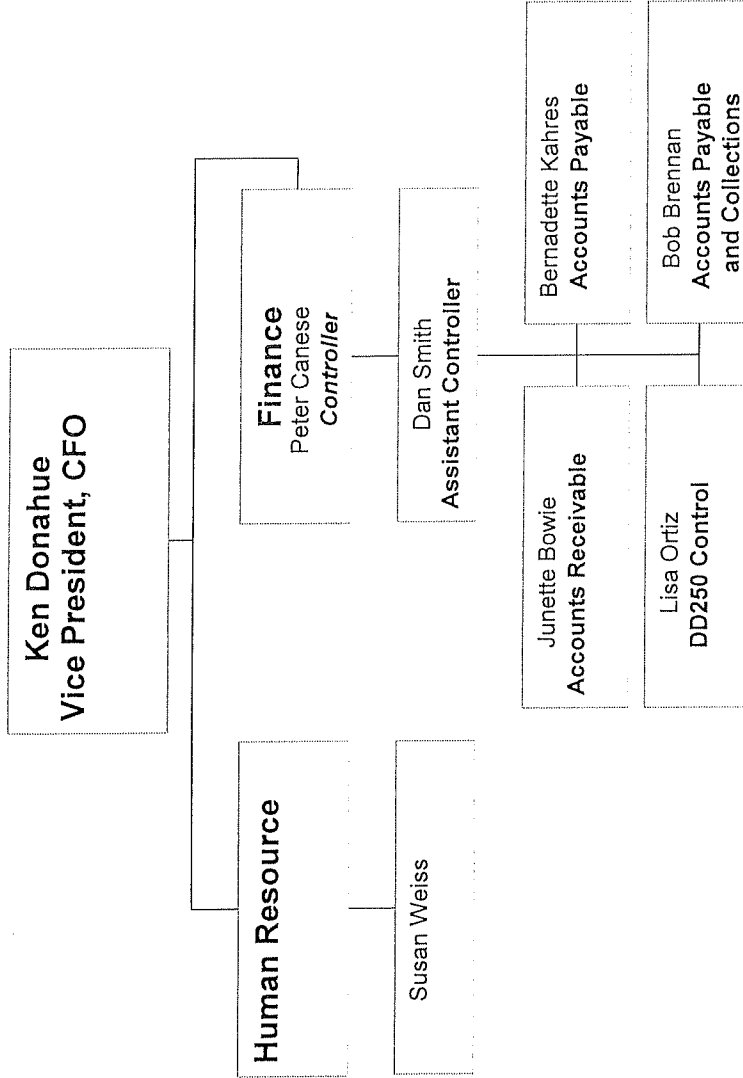 Ken Donahue
Vice President, CFO
Human Resource
Susan Weiss
Finance
Peter Canese
Controller
Dan Smith
Assistant Controller
Junette Bowie
Accounts Receivable
Bernadette Kahres
Accounts Payable
Lisa Ortiz
DD250 Control
Bob Brennan
Accounts Payable
and Collections